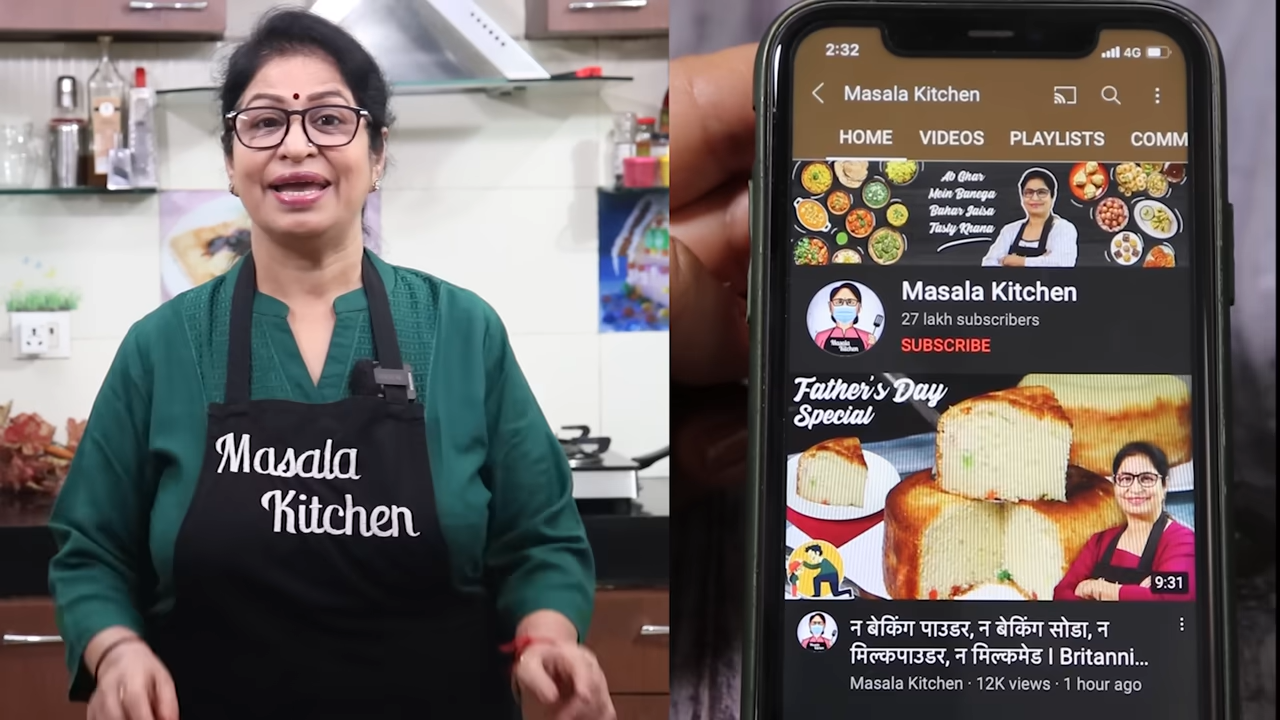 Masala
Kitchen
2:32
4G
Masala Kitchen
HOME VIDEOS PLAYLISTS COMM
Ab Ghar
Mein Banega
Bahar Jaisa
Tasty Khana
Masala Kitchen
Masala Kitchen
27 lakh subscribers
SUBSCRIBE
Father's Day
Special
9:31
न बेकिंग पाउडर, न बेकिंग सोडा, न
मिल्कपाउडर, न मिल्कमेड I Britanni...
Masala Kitchen · 12K views · 1 hour ago